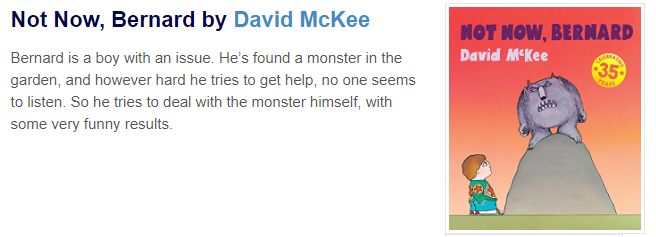 Not Now, Bernard by David McKee
Bernard is a boy with an issue. He’s found a monster in the
garden, and however hard he tries to get help, no one seems
to listen. So he tries to deal with the monster himself, with
some very funny results.
NOT NOW, BERNARD
David McKee
CELEBRATING
35
YEARS